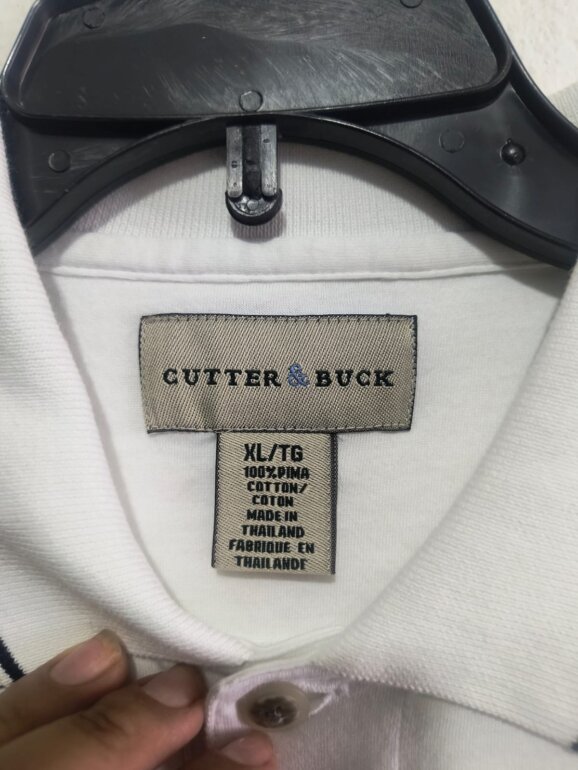 CUTTER & BUCK
XL/TG
100% PIMA
COTTON/
COTON
MADE IN
THAILAND
FABRIQUE EN
THAILANDE